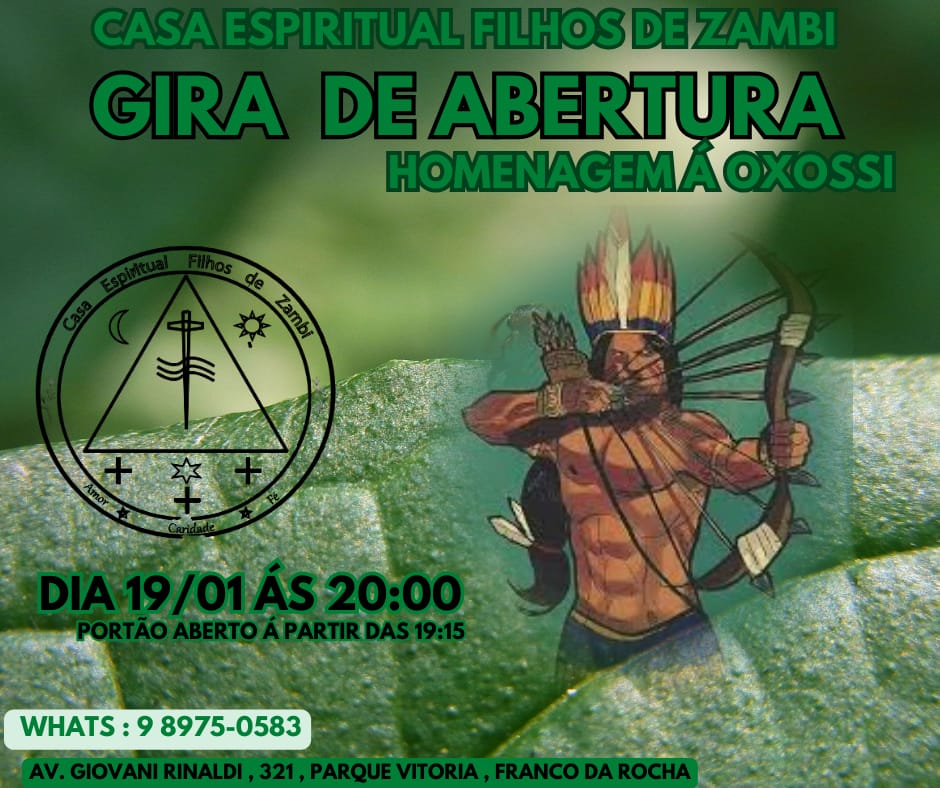 CASA ESPIRITUAL FILHOS DE ZAMBI
GIRA DE ABERTURA
HOMENAGEM Á OXOSSI
Casa Espiritual Filhos de Zambi
Amor Caridade Fé
DIA 19/01 ÁS 20:00
PORTÃO ABERTO Á PARTIR DAS 19:15
WHATS : 9 8975-0583
AV. GIOVANI RINALDI , 321 , PARQUE VITORIA , FRANCO DA ROCHA